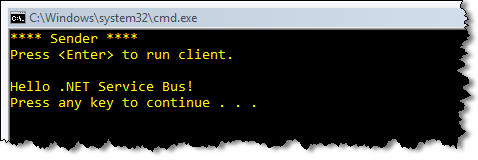 C:\Windows\system32\cmd.exe
**** Sender ****
Press <Enter> to run client.
Hello .NET Service Bus!
Press any key to continue . . .